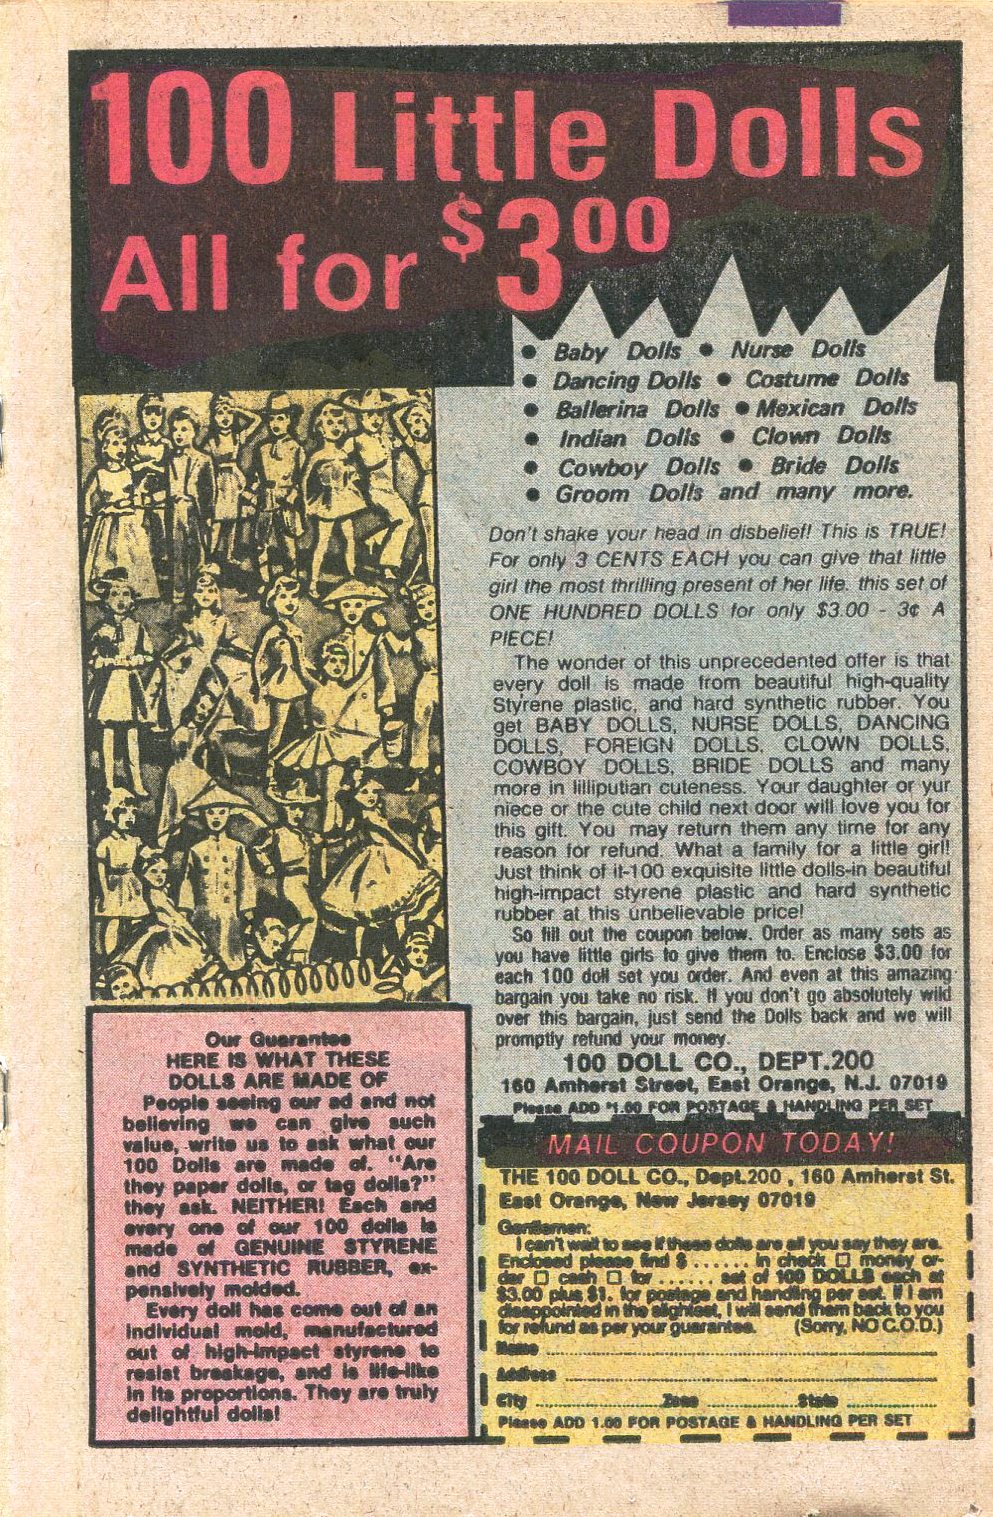 100 Little Dolls
All for $3.00
• Baby Dolls • Nurse Dolls
• Dancing Dolls • Costume Dolls
• Ballerina Dolls • Mexican Dolls
• Indian Dolls • Clown Dolls
• Cowboy Dolls • Bride Dolls
• Groom Dolls and many more.
Don't shake your head in disbelief! This is TRUE!
For only 3 CENTS EACH you can give that little
girl the most thrilling present of her life. this set of
ONE HUNDRED DOLLS for only $3.00 - 3¢ A
PIECE!
The wonder of this unprecedented offer is that
every doll is made from beautiful high-quality
Styrene plastic, and hard synthetic rubber. You
get BABY DOLLS, NURSE DOLLS, DANCING
DOLLS, FOREIGN DOLLS, CLOWN DOLLS,
COWBOY DOLLS, BRIDE DOLLS and many
more in lilliputian cuteness. Your daughter or yur
niece or the cute child next door will love you for
this gift. You may return them any time for any
reason for refund. What a family for a little girl!
Just think of it-100 exquisite little dolls-in beautiful
high-impact styrene plastic and hard synthetic
rubber at this unbelievable price!
So fill out the coupon below. Order as many sets as
you have little girls to give them to. Enclose $3.00 for
each 100 doll set you order. And even at this amazing
bargain you take no risk. If you don't go absolutely wild
over this bargain, just send the Dolls back and we will
promptly refund your money.
100 DOLL CO., DEPT.200
160 Amherst Street, East Orange, N.J. 07019
Please ADD $1.00 FOR POSTAGE & HANDLING PER SET
Our Guarantee
HERE IS WHAT THESE
DOLLS ARE MADE OF
People seeing our ad and not
believing we can give such
value, write us to ask what our
100 Dolls are made of. "Are
they paper dolls, or tag dolls?"
they ask. NEITHER! Each and
every one of our 100 dolls is
made of GENUINE STYRENE
and SYNTHETIC RUBBER, ex-
pensively molded.
Every doll has come out of an
individual mold, manufactured
out of high-impact styrene to
resist breakage, and is life-like
in its proportions. They are truly
delightful dolls!
MAIL COUPON TODAY!
THE 100 DOLL CO., Dept.200 , 160 Amherst St.
East Orange, New Jersey 07019
Gentlemen:
I can't wait to see if these dolls are all you say they are.
Enclosed please find $ ...... in check □ money or-
der □ cash □ for ...... set of 100 DOLLS each at
$3.00 plus $1. for postage and handling per set. If I am
disappointed in the slightest, I will send them back to you
for refund as per your guarantee. (Sorry, NO C.O.D.)
Name
Address
City Zone State
Please ADD 1.00 FOR POSTAGE & HANDLING PER SET